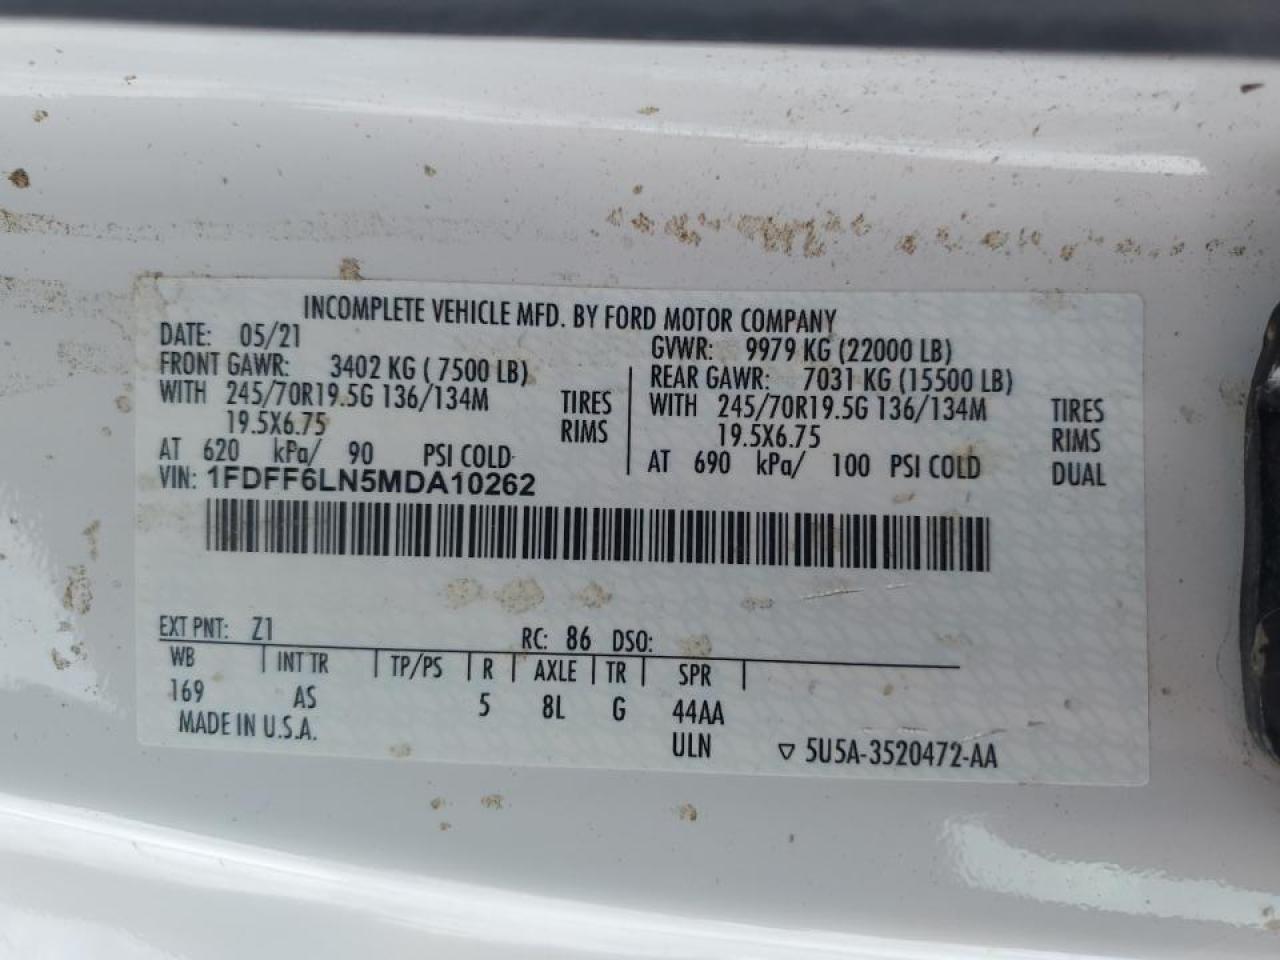 INCOMPLETE VEHICLE MFD. BY FORD MOTOR COMPANY
DATE: 05/21 GVWR: 9979 KG (22000 LB)
FRONT GAWR: 3402 KG ( 7500 LB) REAR GAWR: 7031 KG (15500 LB)
WITH 245/70R19.5G 136/134M TIRES WITH 245/70R19.5G 136/134M TIRES
19.5X6.75 RIMS 19.5X6.75 RIMS
AT 620 kPa/ 90 PSI COLD AT 690 kPa/ 100 PSI COLD DUAL
VIN: 1FDFF6LN5MDA10262
EXT PNT: Z1 RC: 86 DSO:
WB INT TR TP/PS R AXLE TR SPR
169 AS 5 8L G 44AA
MADE IN U.S.A. ULN ▽ 5U5A-3520472-AA